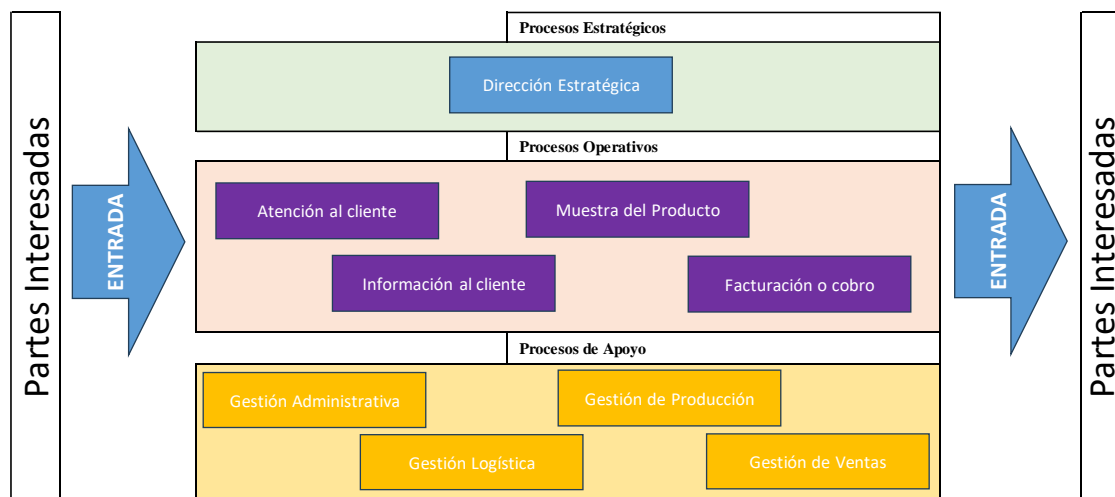 Partes Interesadas
ENTRADA
Procesos Estratégicos
Dirección Estratégica
Procesos Operativos
Atención al cliente
Muestra del Producto
Información al cliente
Facturación o cobro
Procesos de Apoyo
Gestión Administrativa
Gestión de Producción
Gestión Logística
Gestión de Ventas
ENTRADA
Partes Interesadas